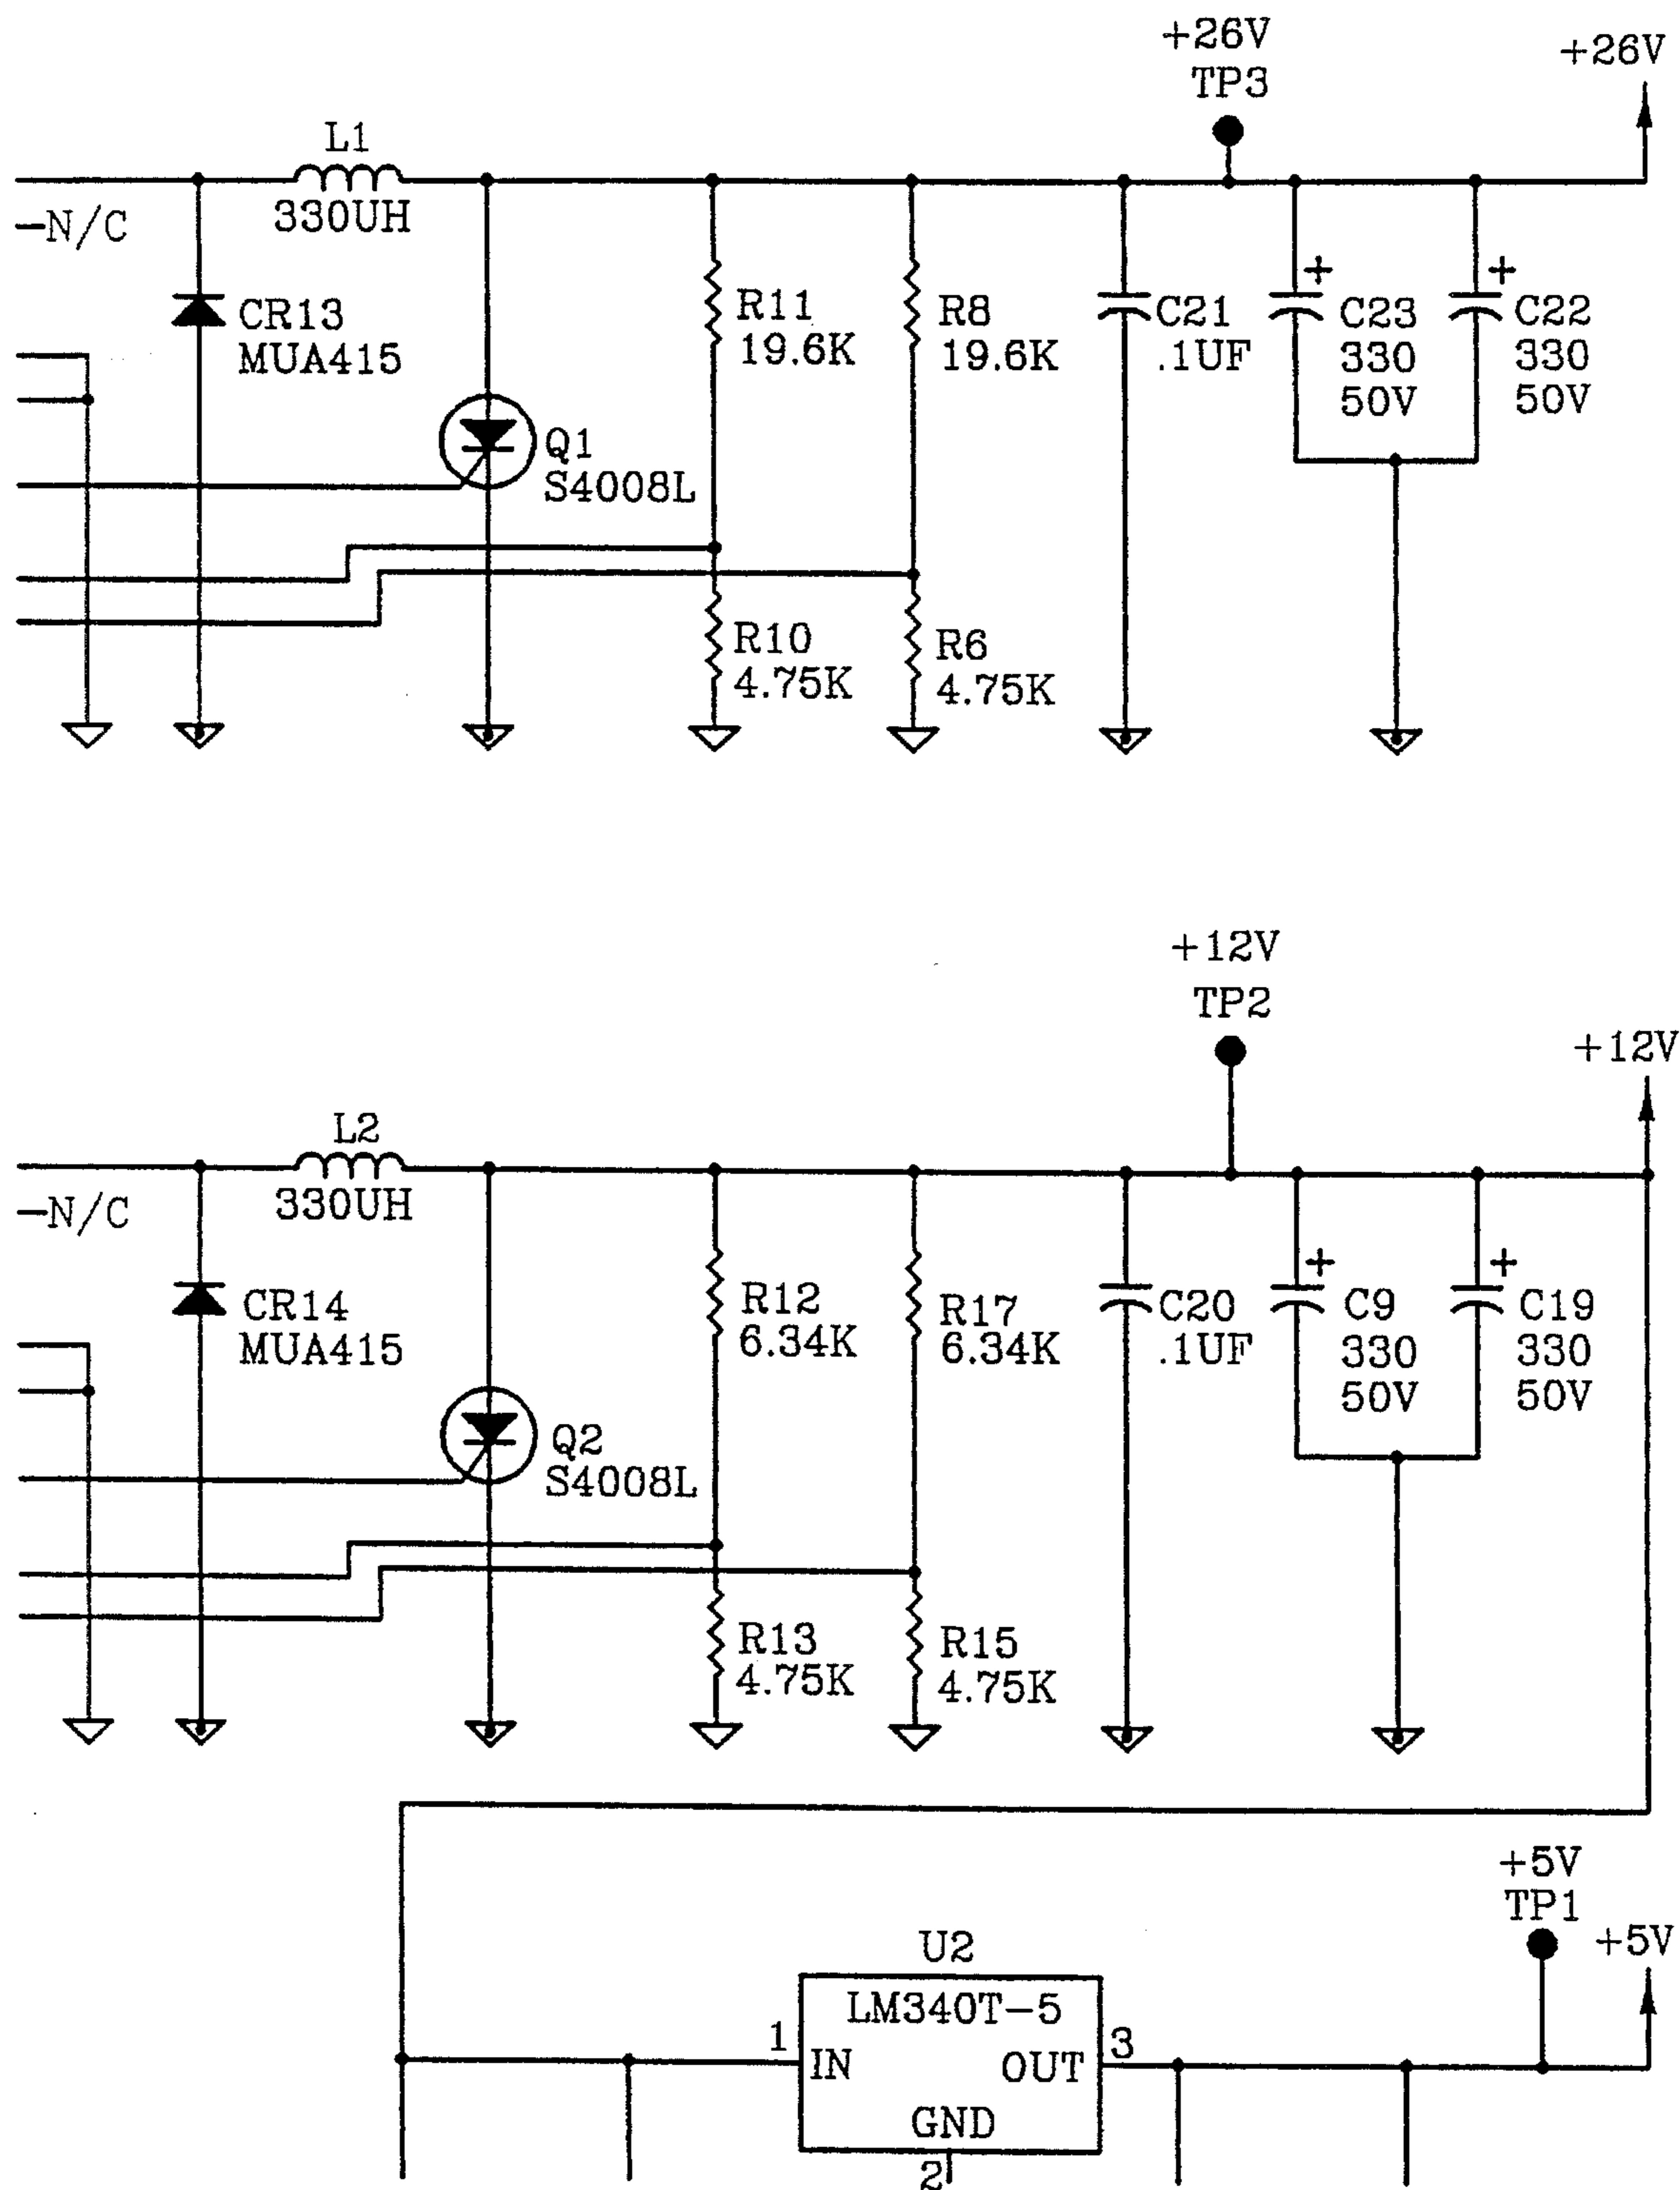 +26V
TP3
+26V
L1
330UH
-N/C
CR13
MUA415
Q1
S4008L
R11
19.6K
R8
19.6K
C21
.1UF
+
C23
330
50V
+
C22
330
50V
R10
4.75K
R6
4.75K
+12V
TP2
+12V
L2
330UH
-N/C
CR14
MUA415
Q2
S4008L
R12
6.34K
R17
6.34K
C20
.1UF
+
C9
330
50V
+
C19
330
50V
R13
4.75K
R15
4.75K
+5V
TP1
+5V
U2
LM340T-5
1
IN
OUT
3
GND
2